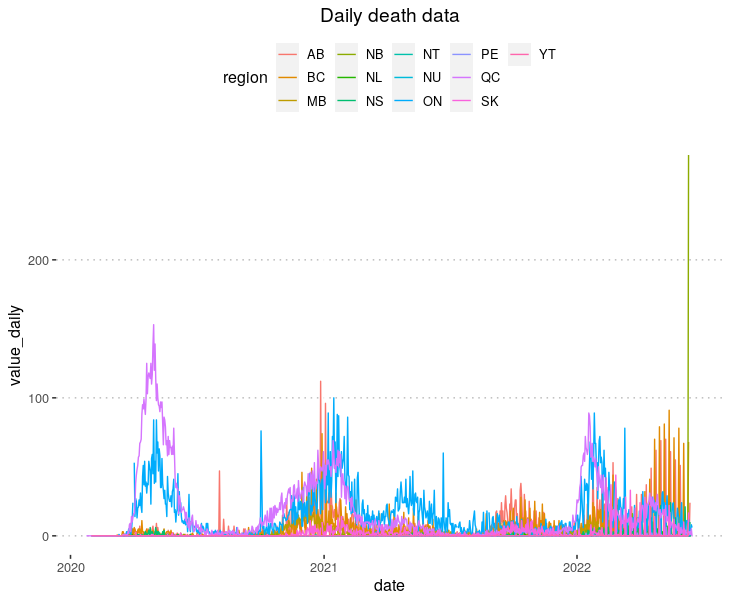 Daily death data
AB NB NT PE YT
region BC NL NU QC
MB NS ON SK
200
value_daily
100
0
2020 2021 2022
date